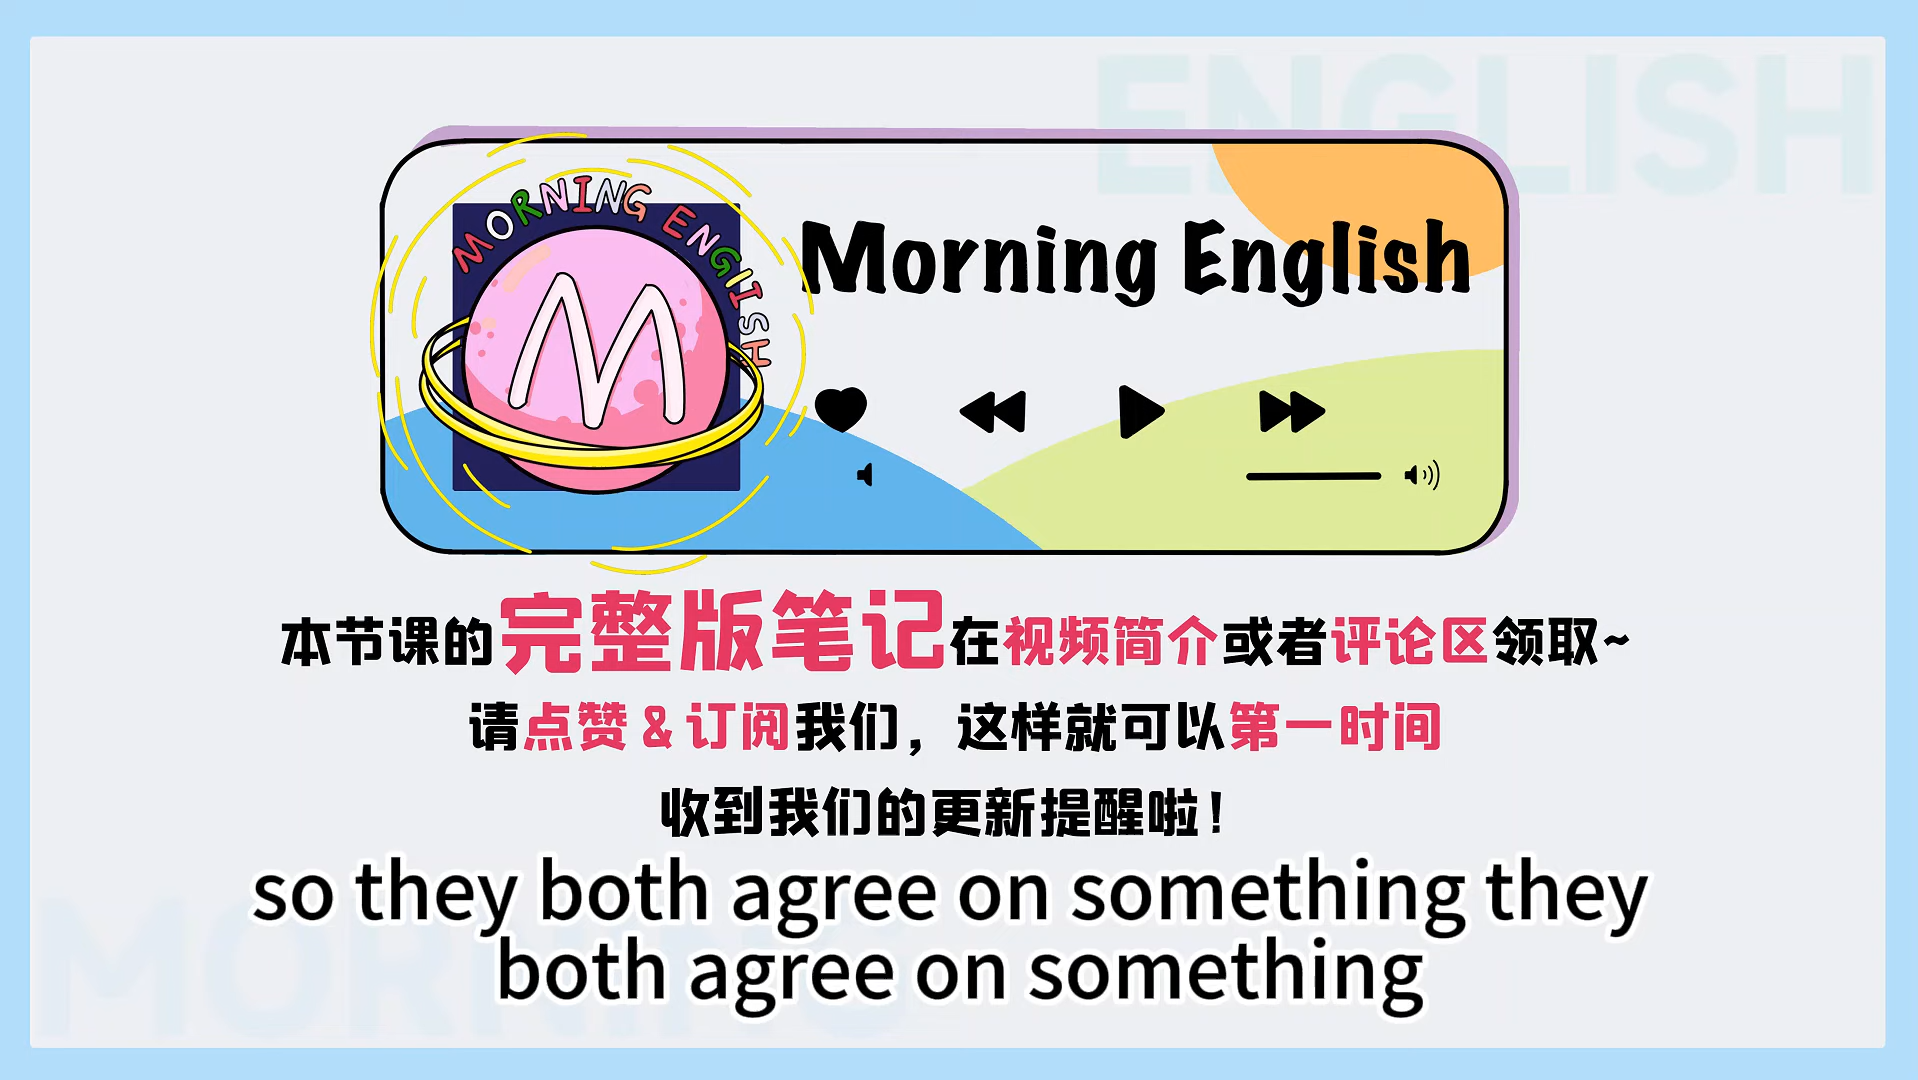 ENGLISH
MORNING ENGLISH
M
Morning English
本节课的完整版笔记在视频简介或者评论区领取~
请点赞&订阅我们，这样就可以第一时间
收到我们的更新提醒啦！
so they both agree on something they
both agree on something
MORNING